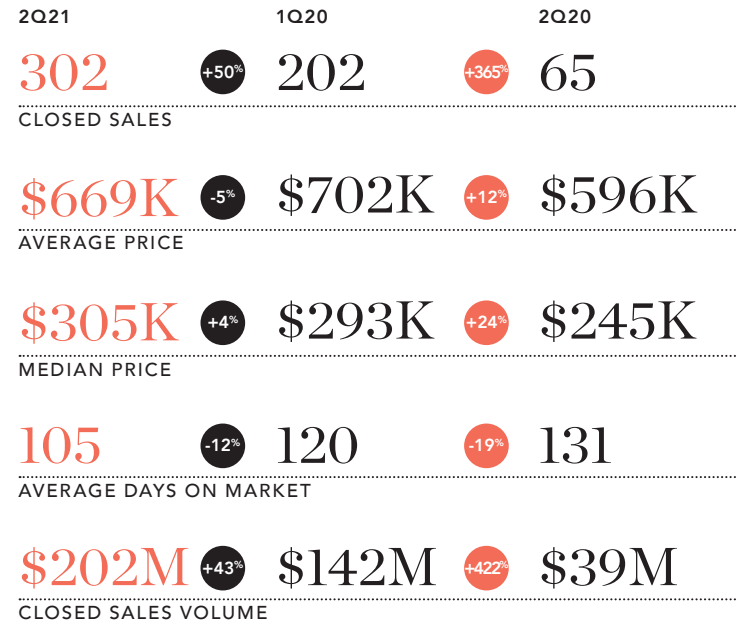 2Q21 1Q20 2Q20
302 +50% 202 +365% 65
CLOSED SALES
$669K -5% $702K +12% $596K
AVERAGE PRICE
$305K +4% $293K +24% $245K
MEDIAN PRICE
105 -12% 120 -19% 131
AVERAGE DAYS ON MARKET
$202M +43% $142M +422% $39M
CLOSED SALES VOLUME